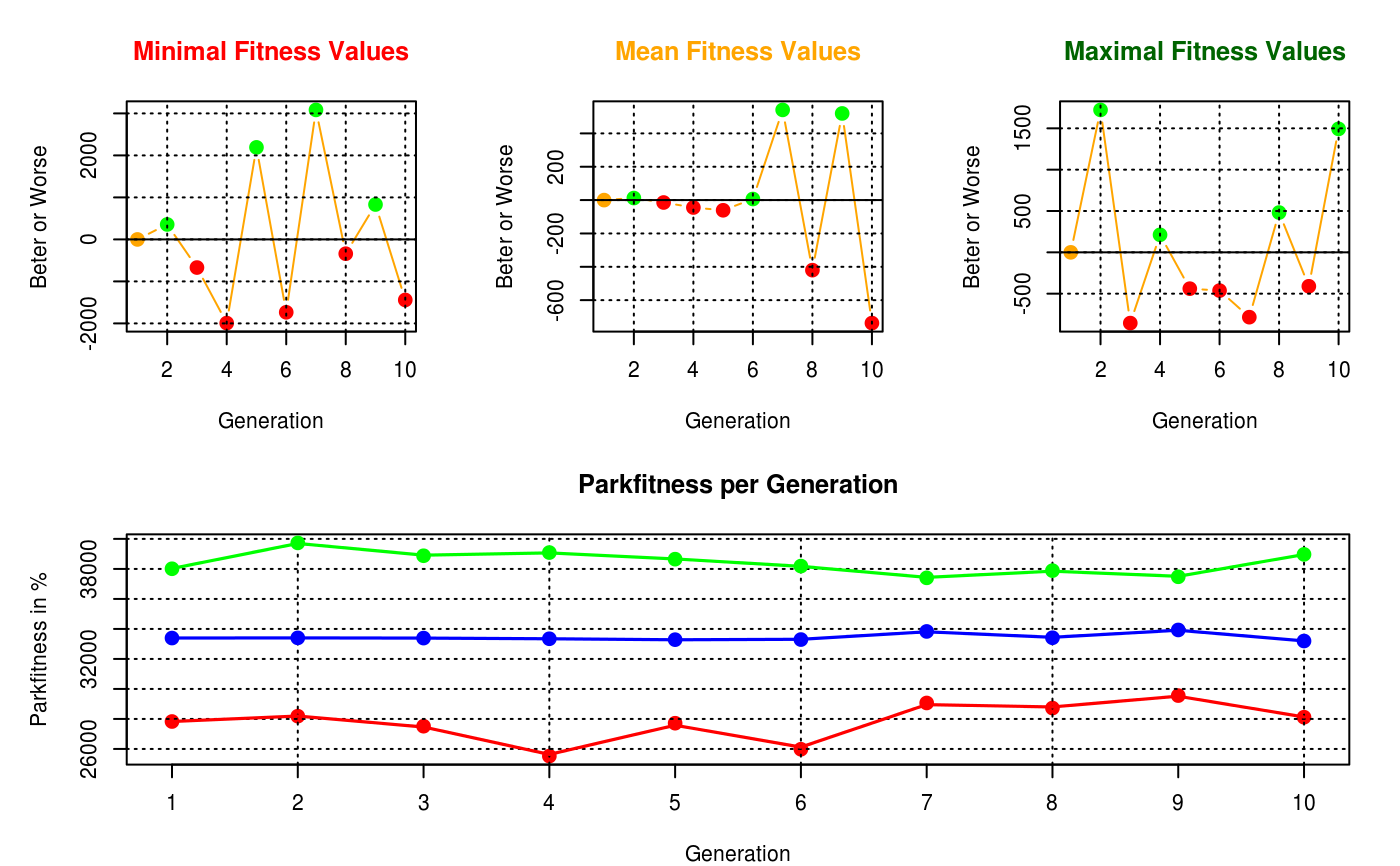 Minimal Fitness Values
Mean Fitness Values
Maximal Fitness Values
Beter or Worse
-2000 0 2000
2 4 6 8 10
Generation
Beter or Worse
-600 -200 200
2 4 6 8 10
Generation
Beter or Worse
-500 500 1500
2 4 6 8 10
Generation
Parkfitness per Generation
Parkfitness in %
26000 32000 38000
1 2 3 4 5 6 7 8 9 10
Generation